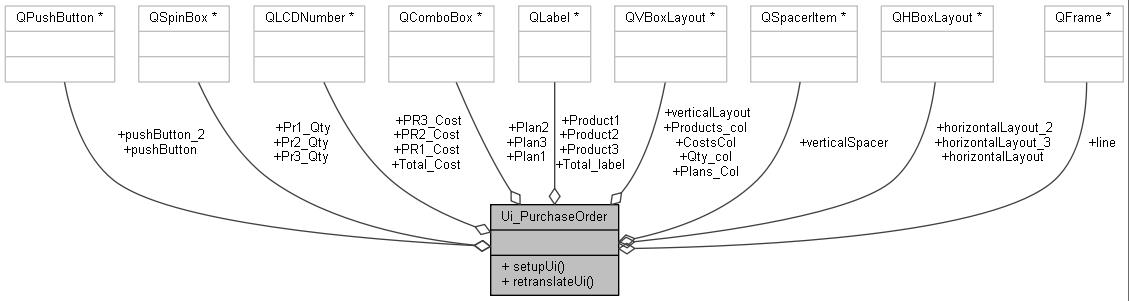 QPushButton *
QSpinBox *
QLCDNumber *
QComboBox *
QLabel *
QVBoxLayout *
QSpacerItem *
QHBoxLayout *
QFrame *
+pushButton_2
+pushButton
+Pr1_Qty
+Pr2_Qty
+Pr3_Qty
+PR3_Cost
+PR2_Cost
+PR1_Cost
+Total_Cost
+Plan2
+Plan3
+Plan1
+Product1
+Product2
+Product3
+Total_label
+verticalLayout
+Products_col
+CostsCol
+Qty_col
+Plans_Col
+verticalSpacer
+horizontalLayout_2
+horizontalLayout_3
+horizontalLayout
+line
Ui_PurchaseOrder
+ setupUi()
+ retranslateUi()